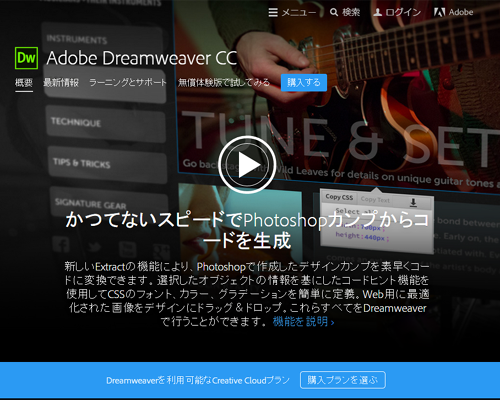 メニュー 検索 ログイン Adobe
INSTRUMENTS
Dw Adobe Dreamweaver CC
概要 最新情報 ラーニングとサポート 無償体験版で試してみる 購入する
TECHNIQUE
TUNE & SET
TIPS & TRICKS
Go back Wild Leaves for details on unique guitar tones a
Copy CSS Copy Text
SIGNATURE GEAR
height:440px;
かつてないスピードでPhotoshopカンプからコ
ードを生成
新しいExtractの機能により、Photoshopで作成したデザインカンプを素早くコー
ドに変換できます。選択したオブジェクトの情報を基にしたコードヒント機能を
使用してCSSのフォント、カラー、グラデーションを簡単に定義。Web用に最適
化された画像をデザインにドラッグ＆ドロップ。これらすべてをDreamweaver
で行うことができます。 機能を説明 ›
Dreamweaverを利用可能なCreative Cloudプラン 購入プランを選ぶ